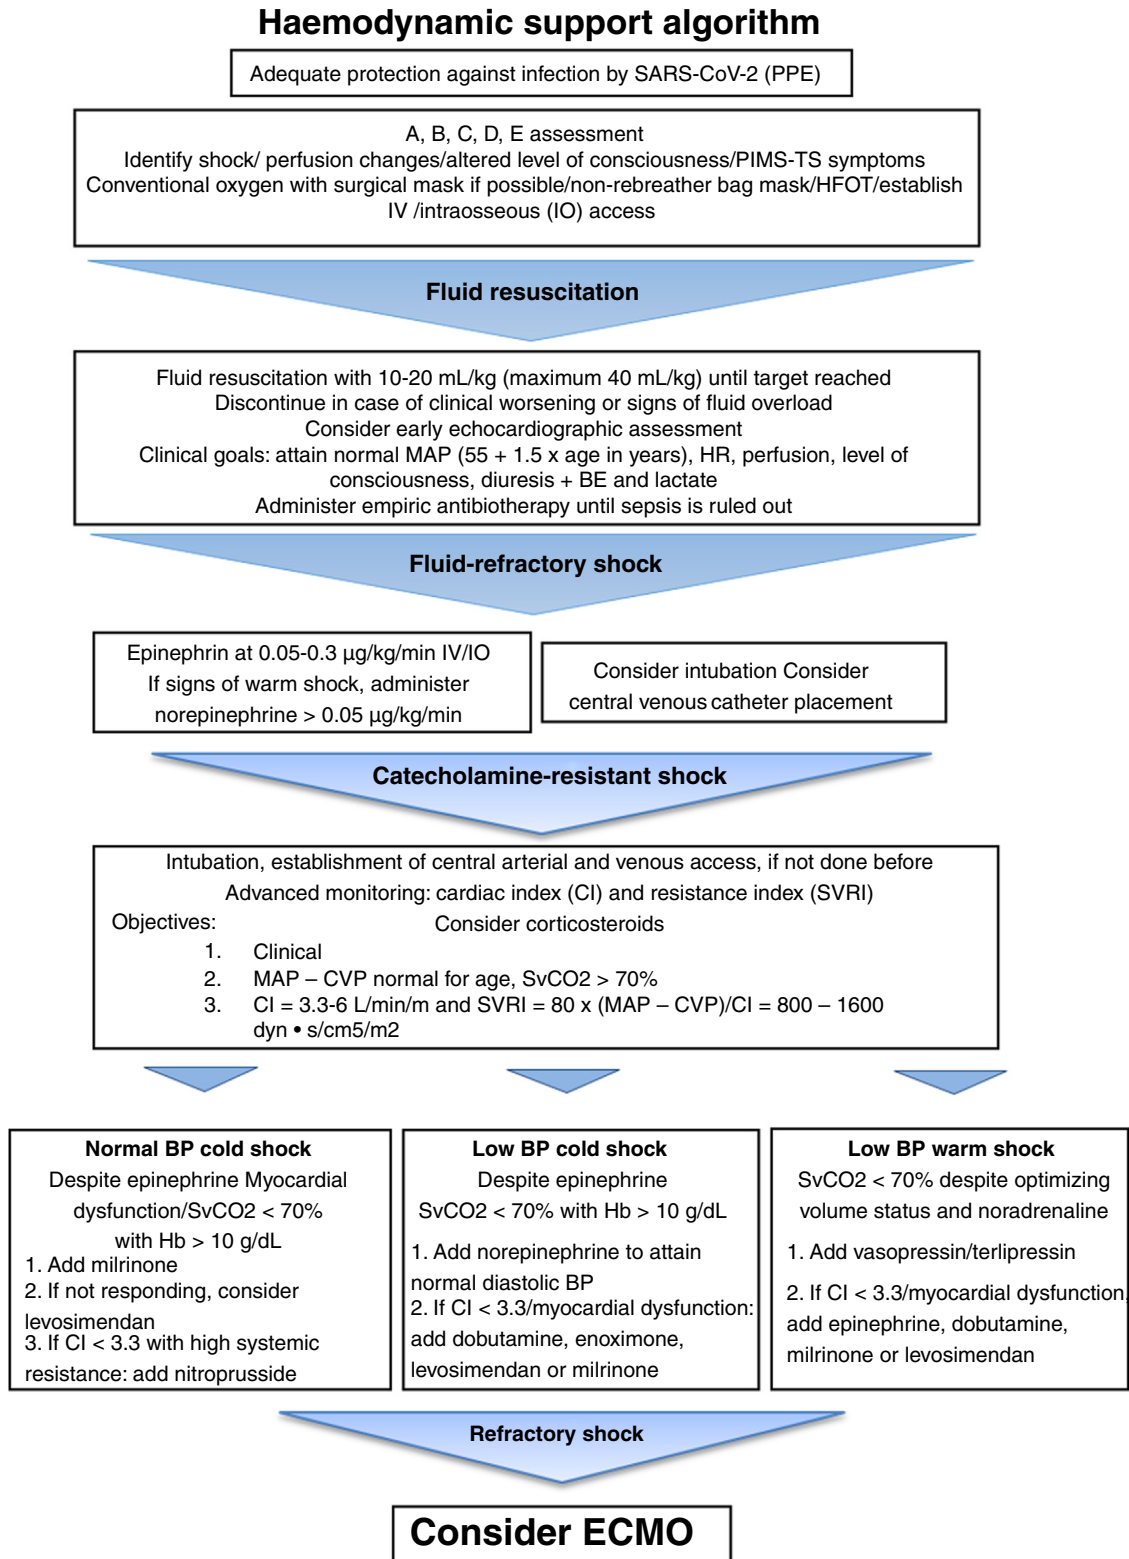 Haemodynamic support algorithm
Adequate protection against infection by SARS-CoV-2 (PPE)
A, B, C, D, E assessment
Identify shock/ perfusion changes/altered level of consciousness/PIMS-TS symptoms
Conventional oxygen with surgical mask if possible/non-rebreather bag mask/HFOT/establish
IV /intraosseous (IO) access
Fluid resuscitation
Fluid resuscitation with 10-20 mL/kg (maximum 40 mL/kg) until target reached
Discontinue in case of clinical worsening or signs of fluid overload
Consider early echocardiographic assessment
Clinical goals: attain normal MAP (55 + 1.5 x age in years), HR, perfusion, level of
consciousness, diuresis + BE and lactate
Administer empiric antibiotherapy until sepsis is ruled out
Fluid-refractory shock
Epinephrin at 0.05-0.3 µg/kg/min IV/IO
If signs of warm shock, administer
norepinephrine > 0.05 µg/kg/min
Consider intubation Consider
central venous catheter placement
Catecholamine-resistant shock
Intubation, establishment of central arterial and venous access, if not done before
Advanced monitoring: cardiac index (CI) and resistance index (SVRI)
Objectives: Consider corticosteroids
1. Clinical
2. MAP – CVP normal for age, SvCO2 > 70%
3. CI = 3.3-6 L/min/m and SVRI = 80 x (MAP – CVP)/CI = 800 – 1600
dyn • s/cm5/m2
Normal BP cold shock
Despite epinephrine Myocardial
dysfunction/SvCO2 < 70%
with Hb > 10 g/dL
1. Add milrinone
2. If not responding, consider
levosimendan
3. If CI < 3.3 with high systemic
resistance: add nitroprusside
Low BP cold shock
Despite epinephrine
SvCO2 < 70% with Hb > 10 g/dL
1. Add norepinephrine to attain
normal diastolic BP
2. If CI < 3.3/myocardial dysfunction:
add dobutamine, enoximone,
levosimendan or milrinone
Low BP warm shock
SvCO2 < 70% despite optimizing
volume status and noradrenaline
1. Add vasopressin/terlipressin
2. If CI < 3.3/myocardial dysfunction,
add epinephrine, dobutamine,
milrinone or levosimendan
Refractory shock
Consider ECMO